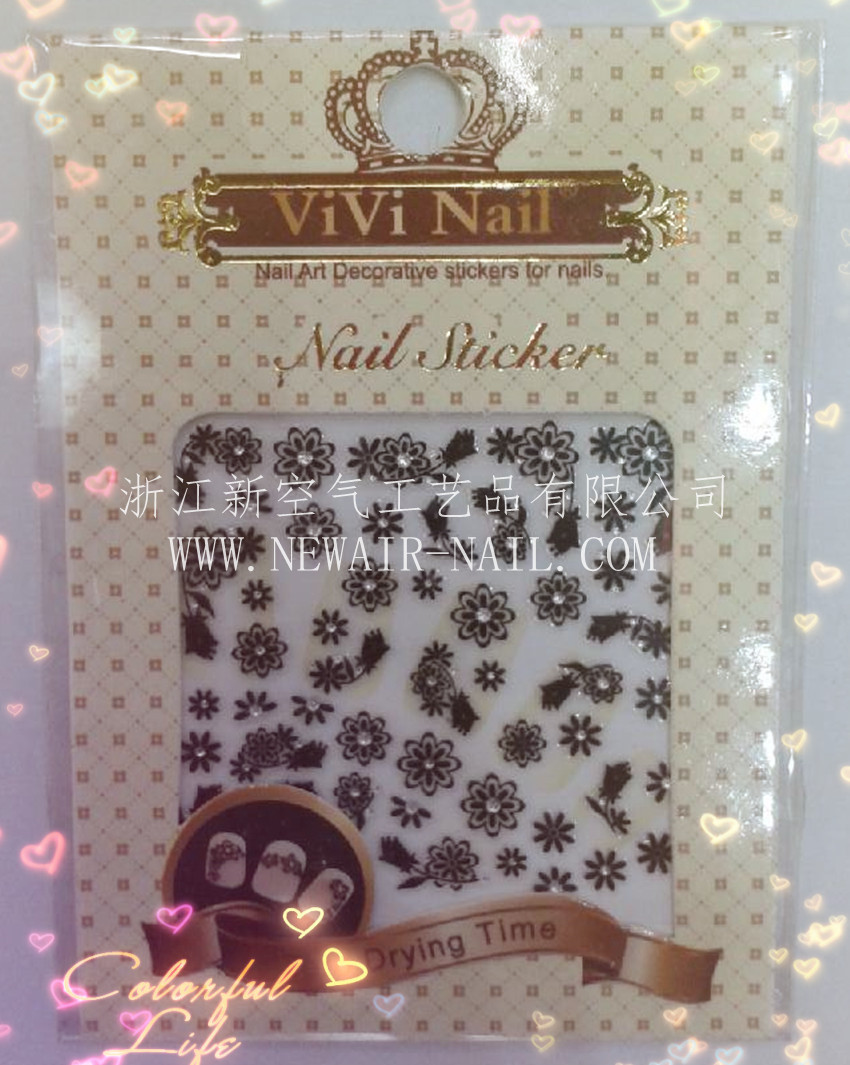 ViVi Nail
Nail Art Decorative stickers for nails
Nail Sticker
浙江新空气工艺品有限公司
WWW.NEWAIR-NAIL.COM
Drying Time
Colorful
Life